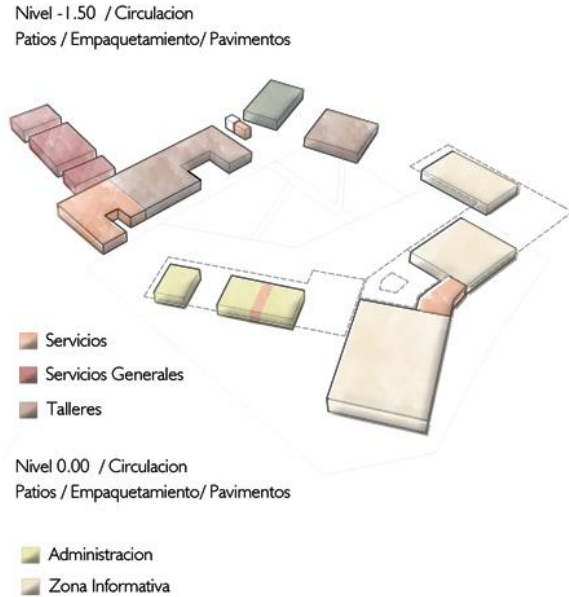 Nivel -1.50 / Circulacion
Patios / Empaquetamiento/ Pavimentos
Servicios
Servicios Generales
Talleres
Nivel 0.00 / Circulacion
Patios / Empaquetamiento/ Pavimentos
Administracion
Zona Informativa